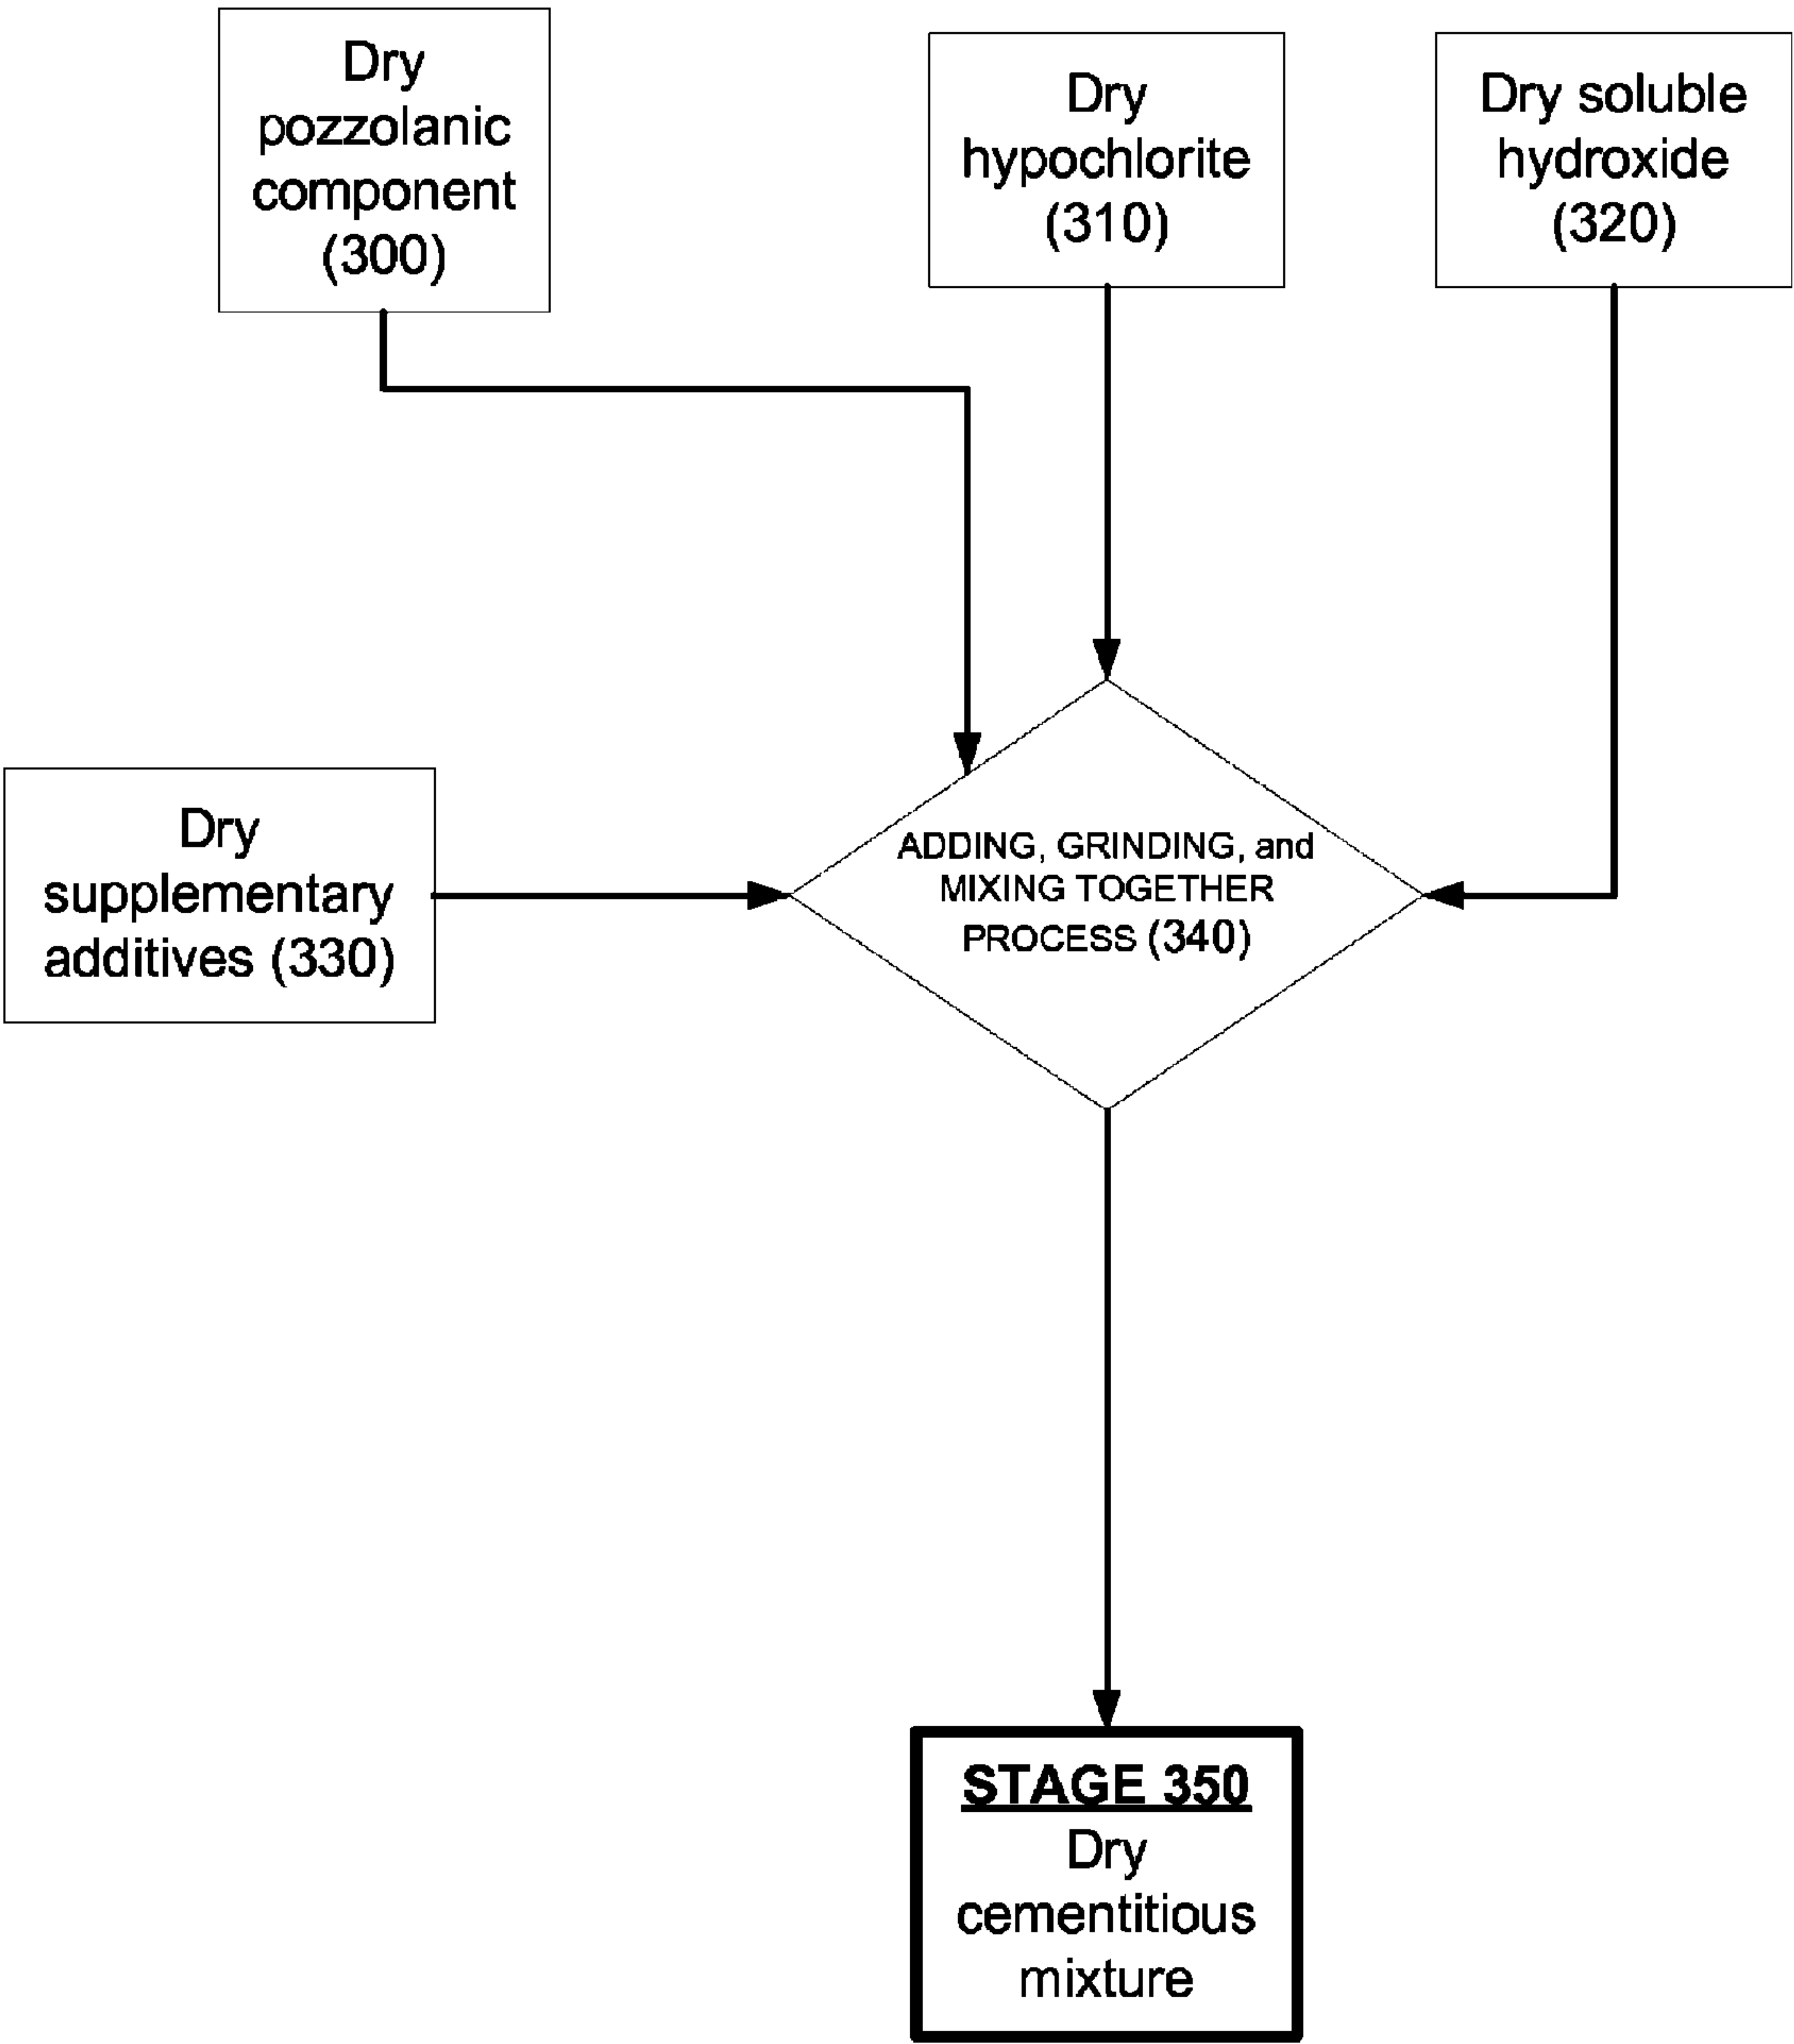 Dry
pozzolanic
component
(300)
Dry
hypochlorite
(310)
Dry soluble
hydroxide
(320)
Dry
supplementary
additives (330)
ADDING, GRINDING, and
MIXING TOGETHER
PROCESS (340)
STAGE 350
Dry
cementitious
mixture